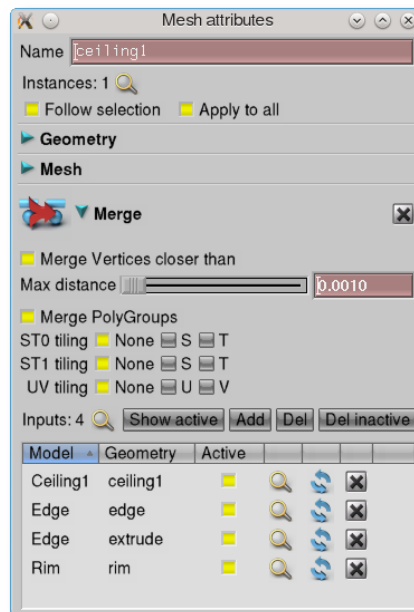 Mesh attributes
Name ceiling1
Instances: 1
Follow selection Apply to all
Geometry
Mesh
Merge
Merge Vertices closer than
Max distance 0.0010
Merge PolyGroups
ST0 tiling None S T
ST1 tiling None S T
UV tiling None U V
Inputs: 4 Show active Add Del Del inactive
Model Geometry Active
Ceiling1 ceiling1
Edge edge
Edge extrude
Rim rim